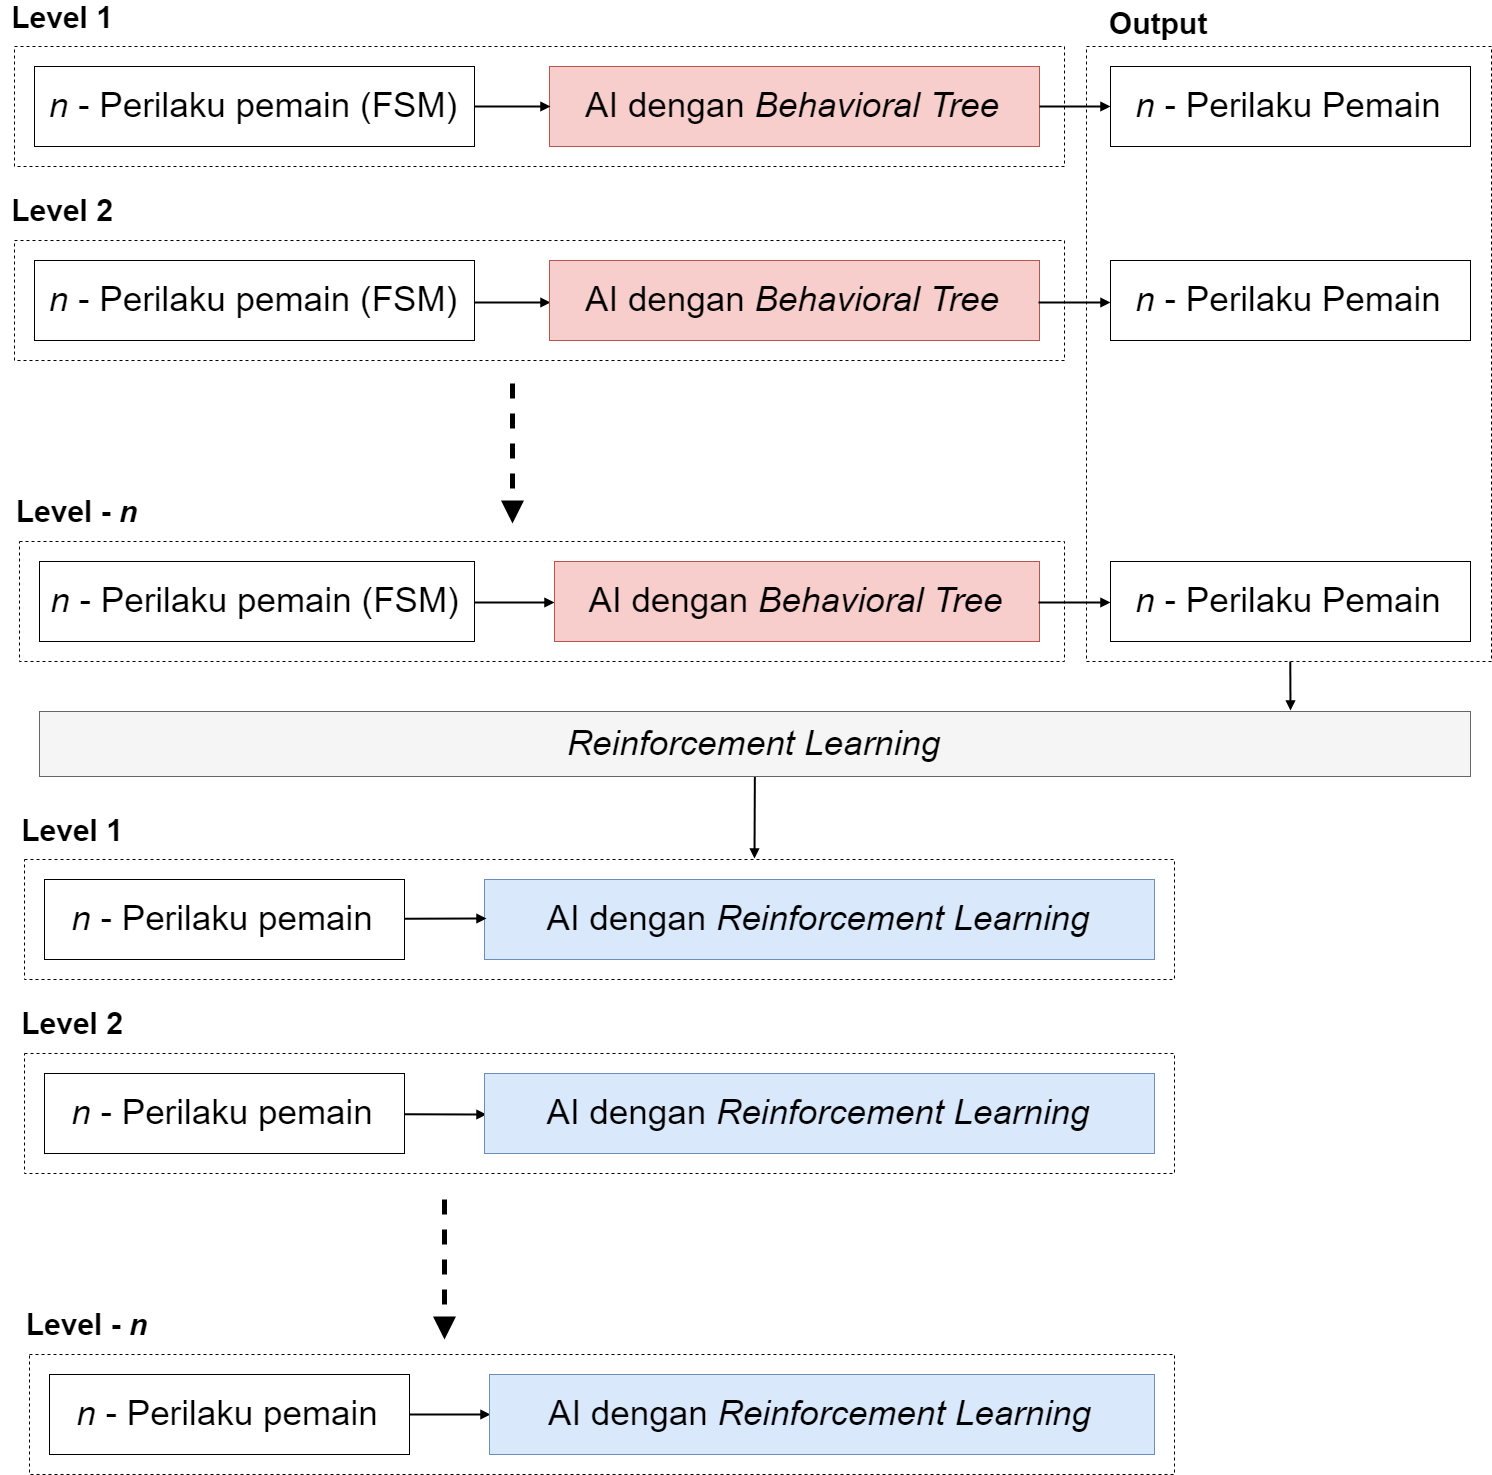 Level 1
Output
n - Perilaku pemain (FSM)
AI dengan Behavioral Tree
n - Perilaku Pemain
Level 2
n - Perilaku pemain (FSM)
AI dengan Behavioral Tree
n - Perilaku Pemain
Level - n
n - Perilaku pemain (FSM)
AI dengan Behavioral Tree
n - Perilaku Pemain
Reinforcement Learning
Level 1
n - Perilaku pemain
AI dengan Reinforcement Learning
Level 2
n - Perilaku pemain
AI dengan Reinforcement Learning
Level - n
n - Perilaku pemain
AI dengan Reinforcement Learning